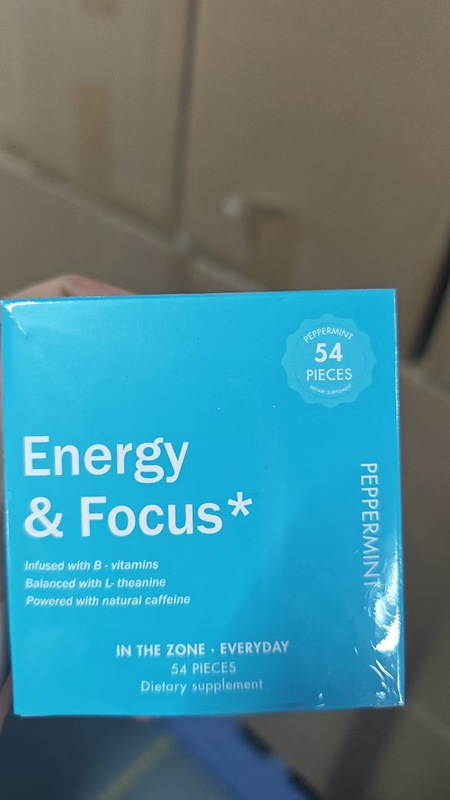 PEPPERMINT
54
PIECES
DIETARY SUPPLEMENT
Energy
& Focus*
PEPPERMINT
Infused with B - vitamins
Balanced with L- theanine
Powered with natural caffeine
IN THE ZONE · EVERYDAY
54 PIECES
Dietary supplement